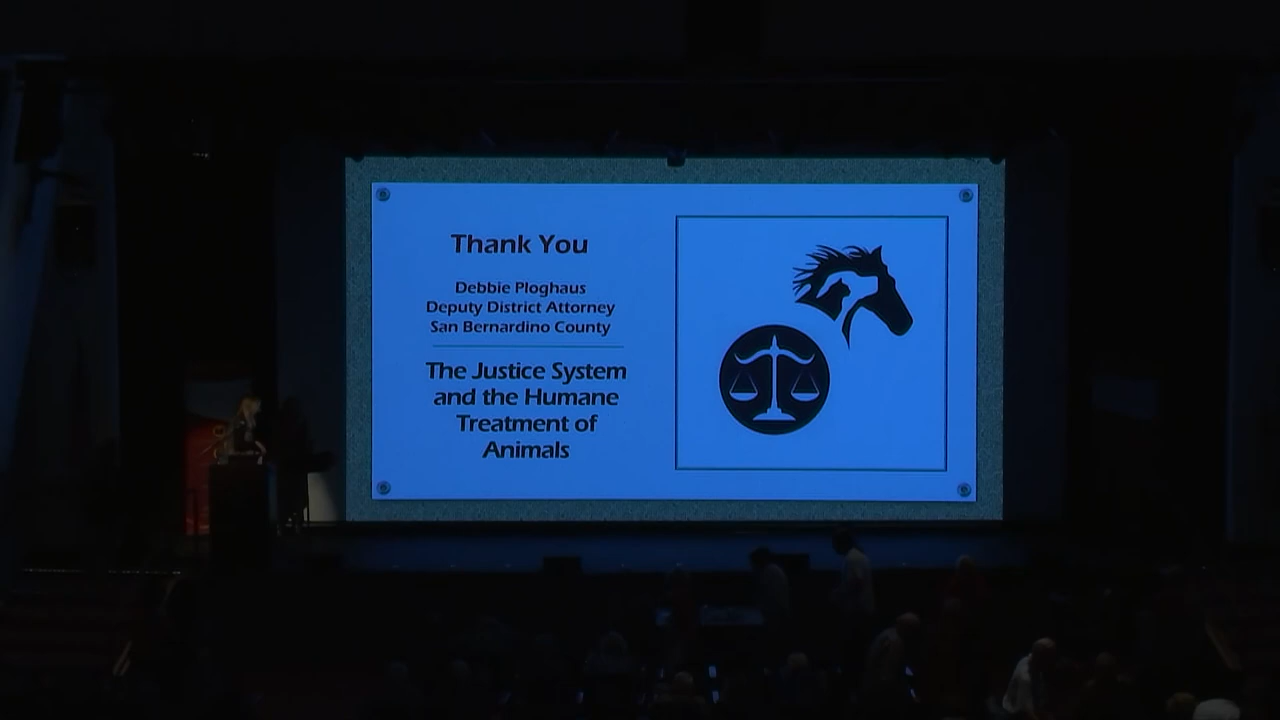 Thank You
Debbie Ploghaus
Deputy District Attorney
San Bernardino County
The Justice System
and the Humane
Treatment of
Animals